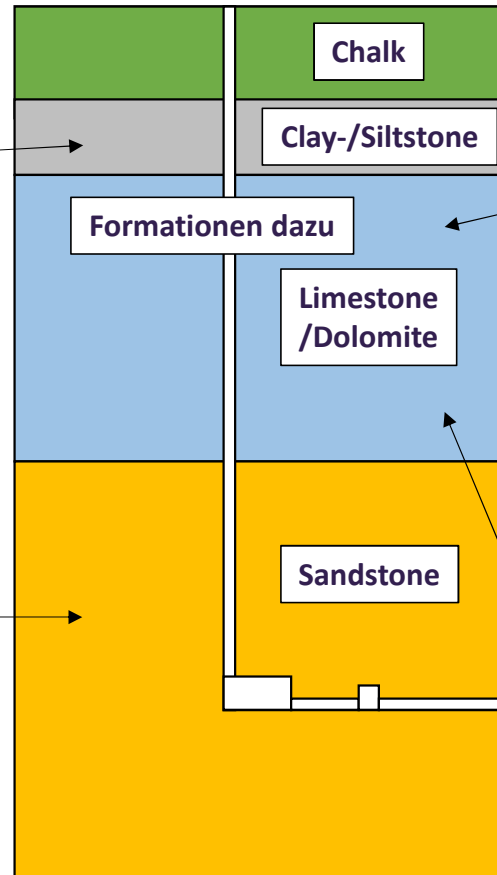 Chalk
Clay-/Siltstone
Formationen dazu
Limestone
/Dolomite
Sandstone